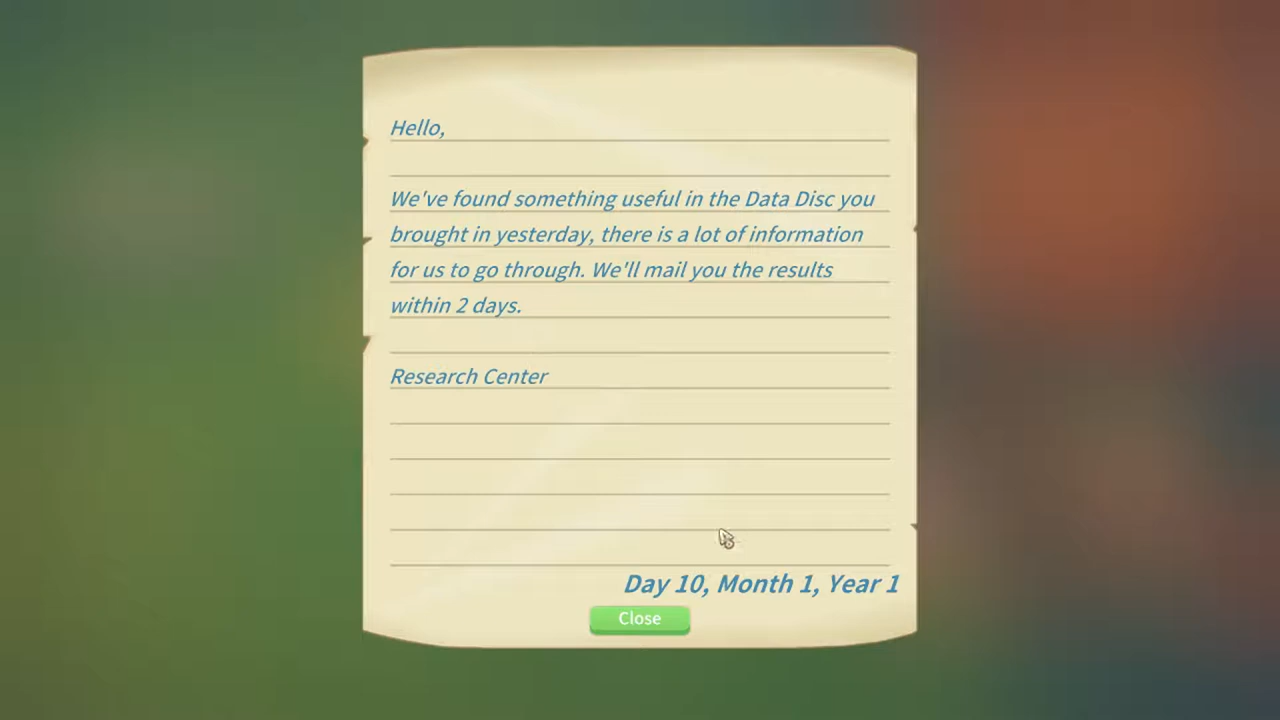 Hello,
We've found something useful in the Data Disc you
brought in yesterday, there is a lot of information
for us to go through. We'll mail you the results
within 2 days.
Research Center
Day 10, Month 1, Year 1
Close